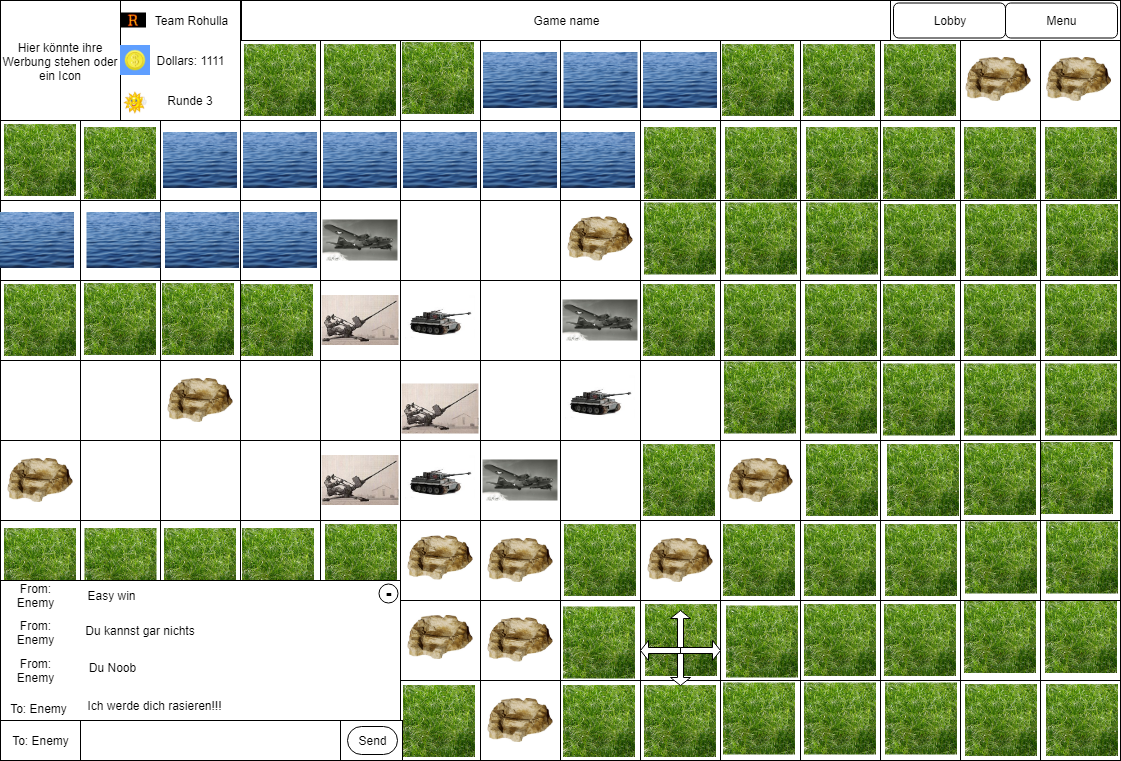 Hier könnte ihre
Werbung stehen oder
ein Icon
R
Team Rohulla
Dollars: 1111
Runde 3
Game name
Lobby
Menu
From:
Enemy
Easy win
-
From:
Enemy
Du kannst gar nichts
From:
Enemy
Du Noob
To: Enemy
Ich werde dich rasieren!!!
To: Enemy
Send